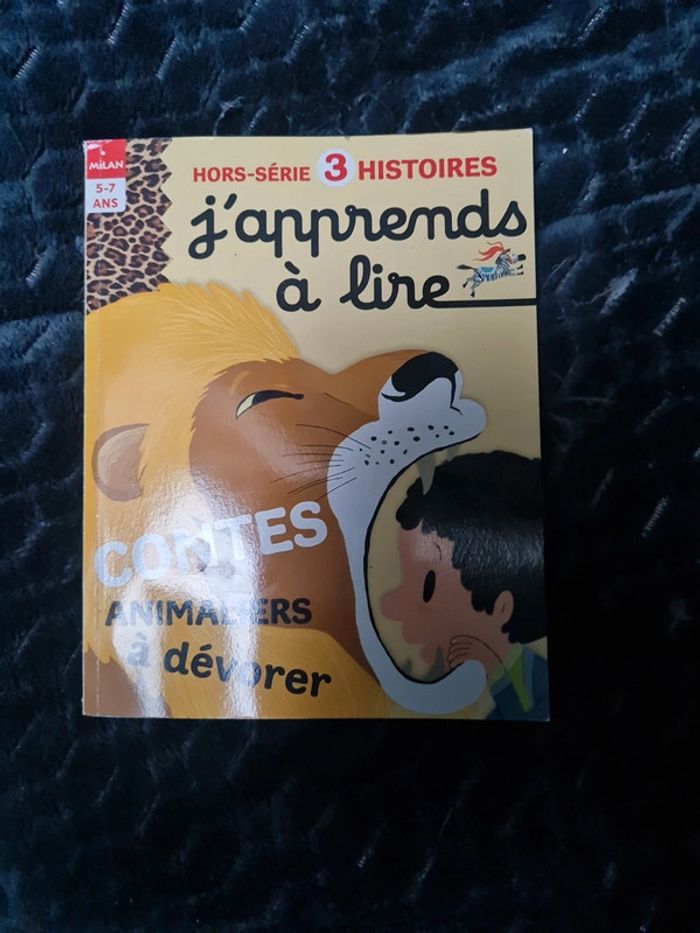 MILAN
5-7
ANS
HORS-SÉRIE 3 HISTOIRES
j'apprends
à lire
CONTES
ANIMALIERS
à dévorer